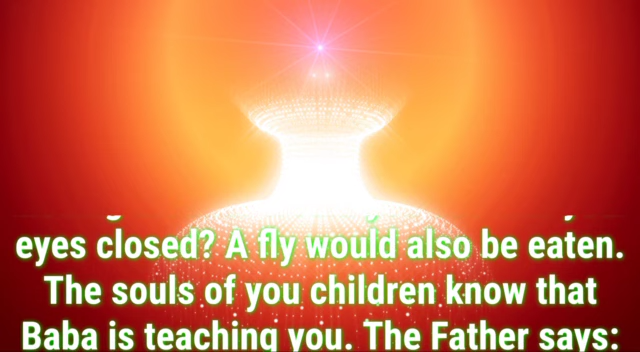 eyes closed? A fly would also be eaten.
The souls of you children know that
Baba is teaching you. The Father says: